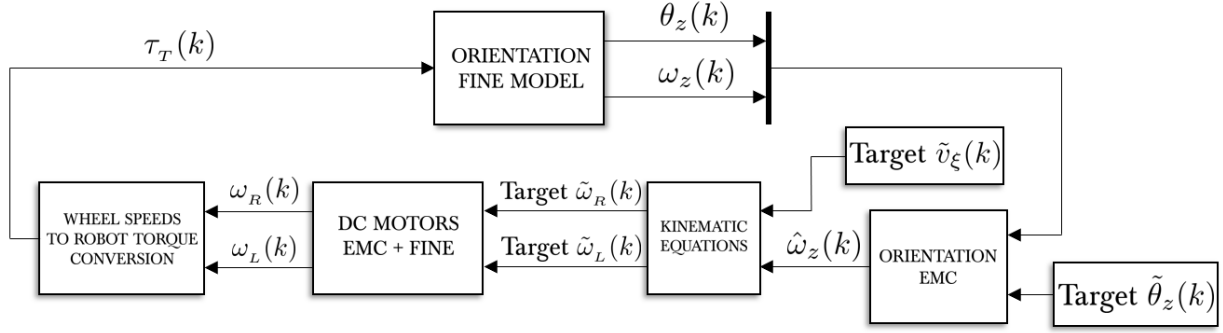 τ_T(k)
ORIENTATION
FINE MODEL
θ_z(k)
ω_z(k)
Target ṽ_ξ(k)
WHEEL SPEEDS
TO ROBOT TORQUE
CONVERSION
ω_R(k)
ω_L(k)
DC MOTORS
EMC + FINE
Target ω̃_R(k)
Target ω̃_L(k)
KINEMATIC
EQUATIONS
ω̂_z(k)
ORIENTATION
EMC
Target θ̃_z(k)